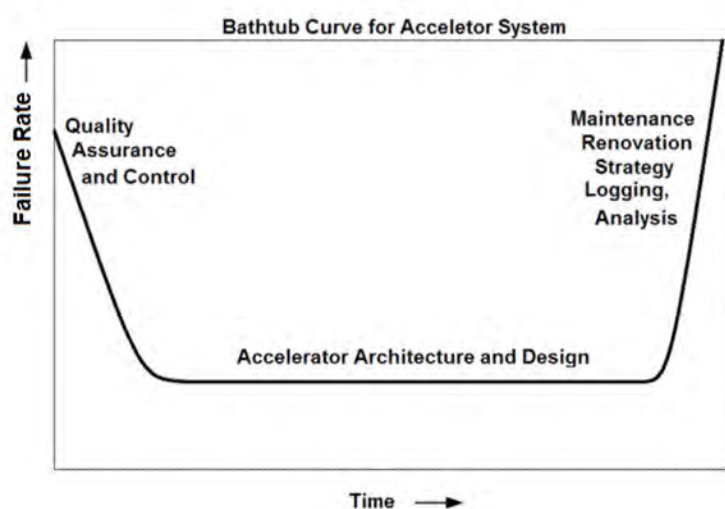 Bathtub Curve for Acceletor System
Failure Rate
Quality
Assurance
and Control
Maintenance
Renovation
Strategy
Logging,
Analysis
Accelerator Architecture and Design
Time